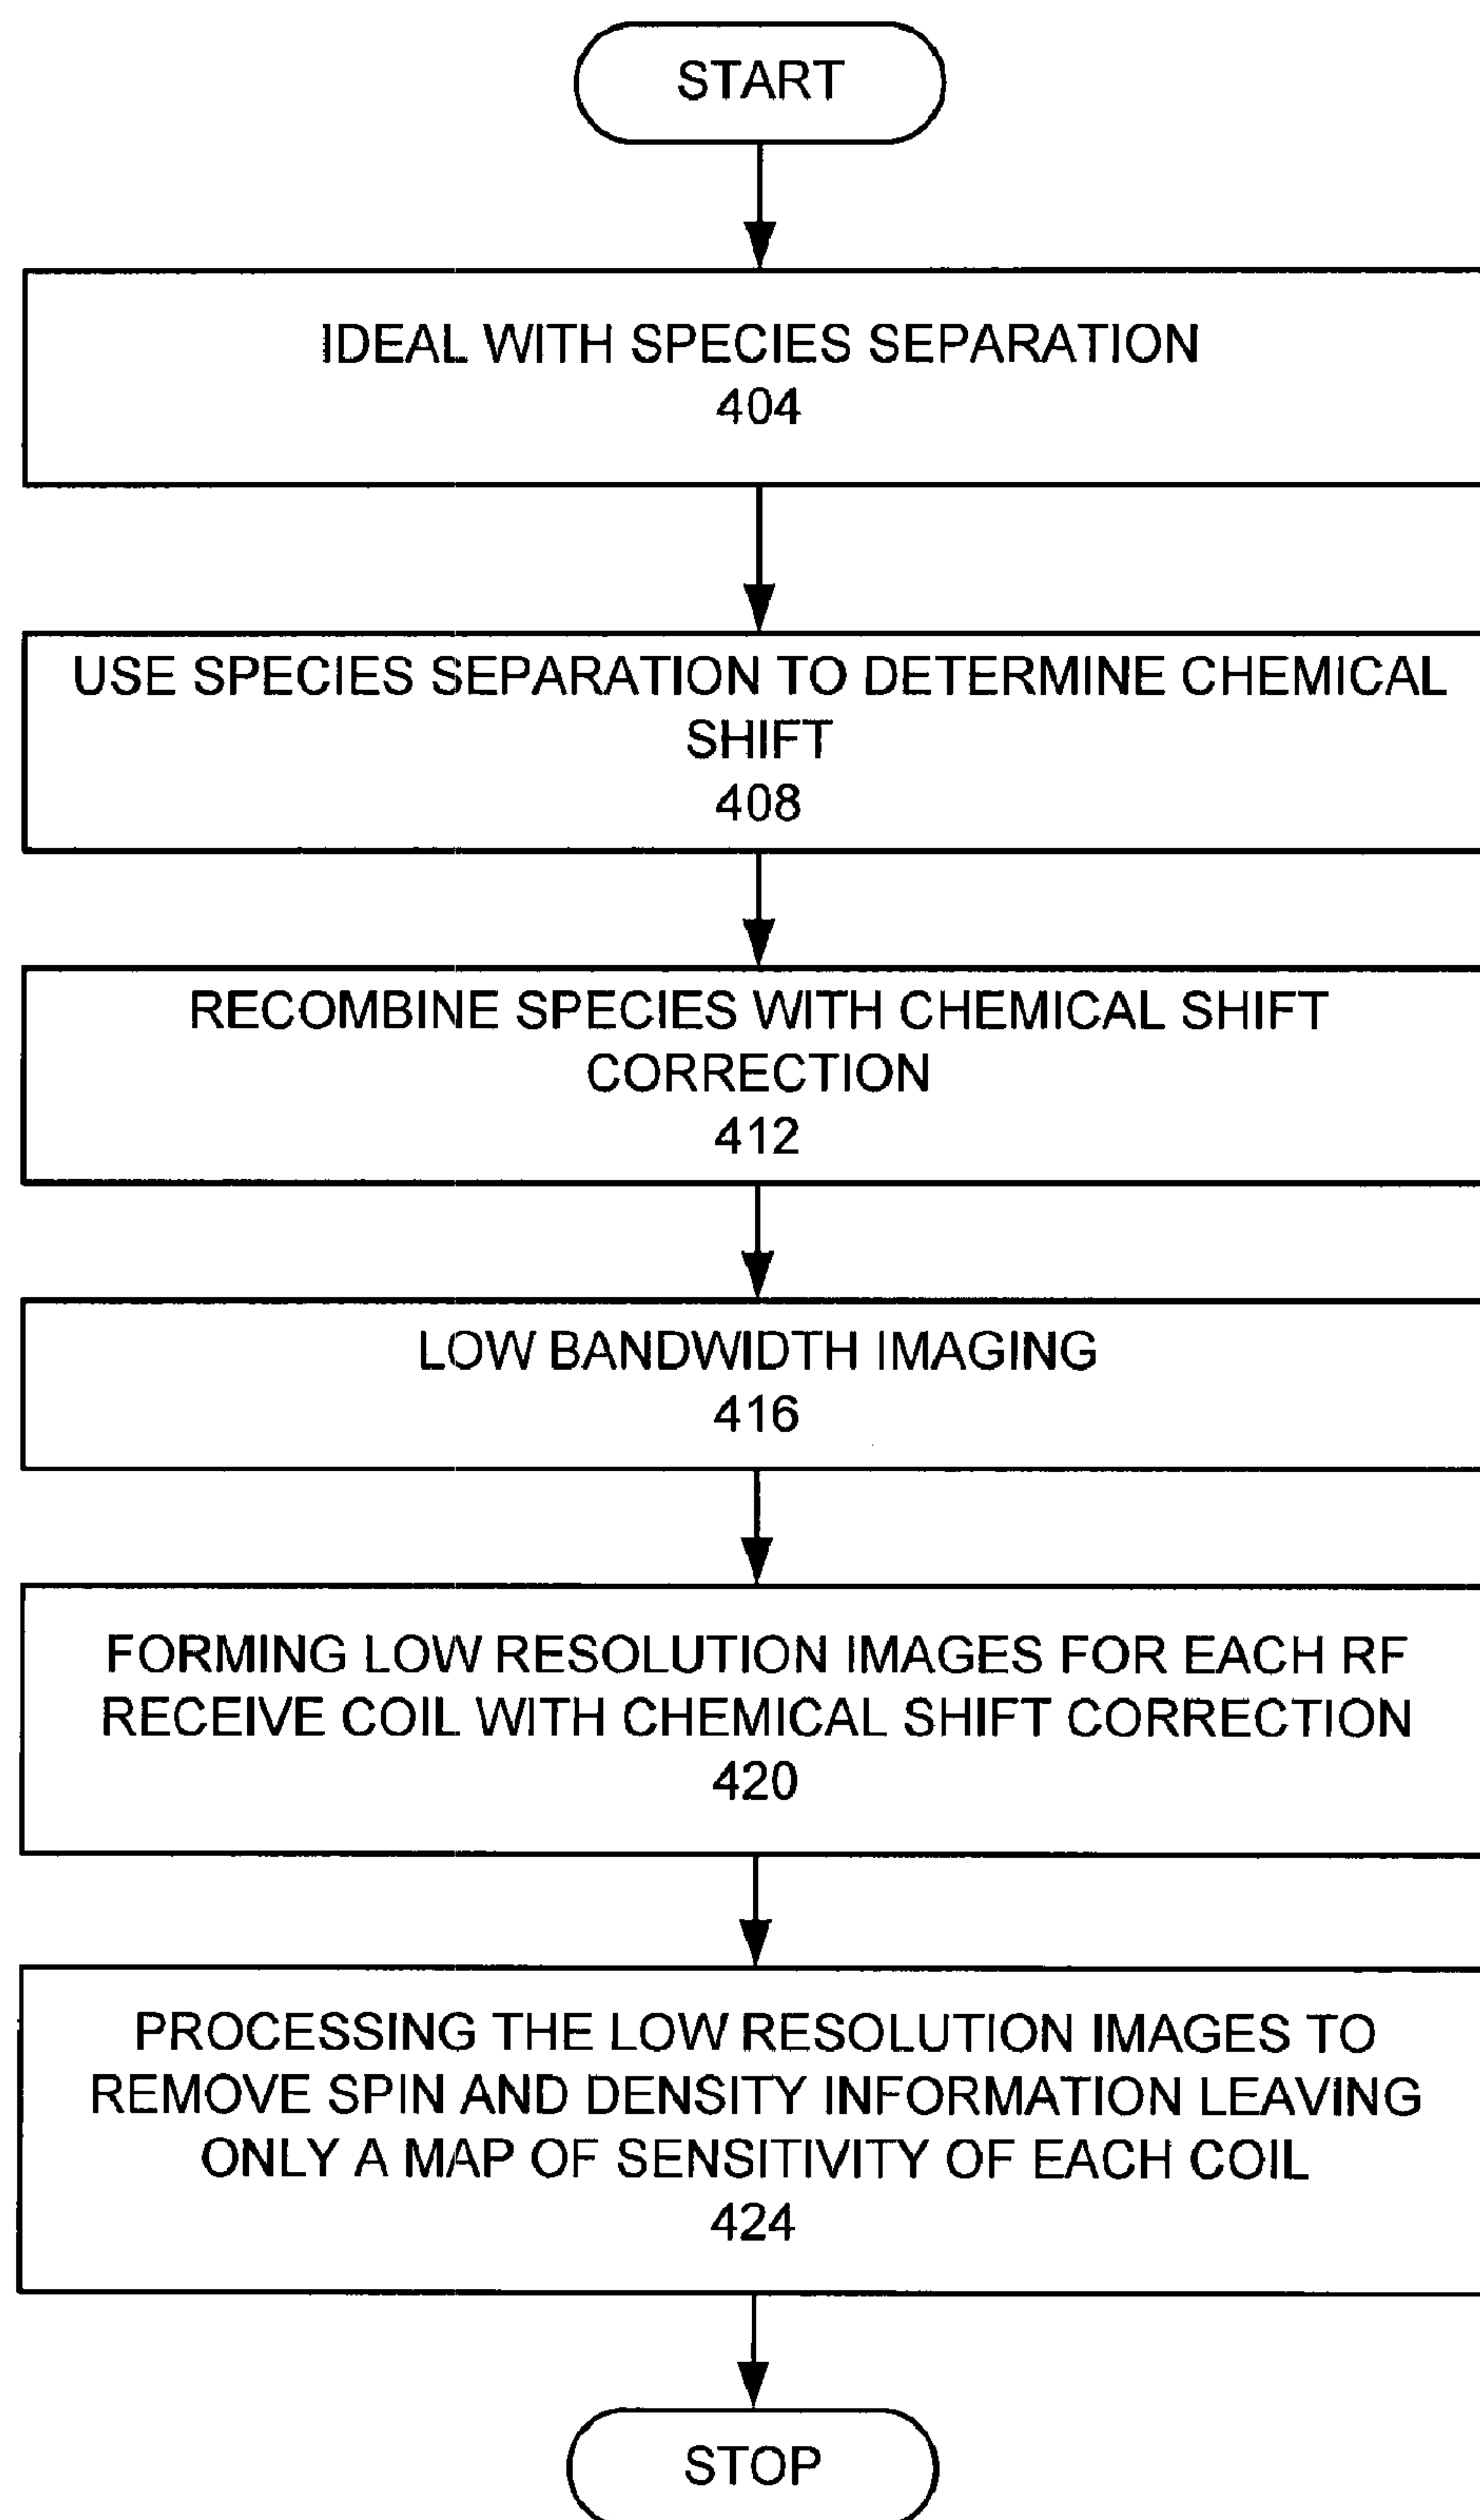 START
IDEAL WITH SPECIES SEPARATION
404
USE SPECIES SEPARATION TO DETERMINE CHEMICAL
SHIFT
408
RECOMBINE SPECIES WITH CHEMICAL SHIFT
CORRECTION
412
LOW BANDWIDTH IMAGING
416
FORMING LOW RESOLUTION IMAGES FOR EACH RF
RECEIVE COIL WITH CHEMICAL SHIFT CORRECTION
420
PROCESSING THE LOW RESOLUTION IMAGES TO
REMOVE SPIN AND DENSITY INFORMATION LEAVING
ONLY A MAP OF SENSITIVITY OF EACH COIL
424
STOP